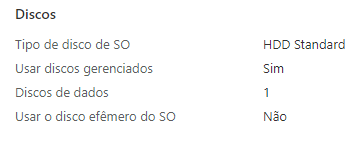 Discos
Tipo de disco de SO HDD Standard
Usar discos gerenciados Sim
Discos de dados 1
Usar o disco efêmero do SO Não